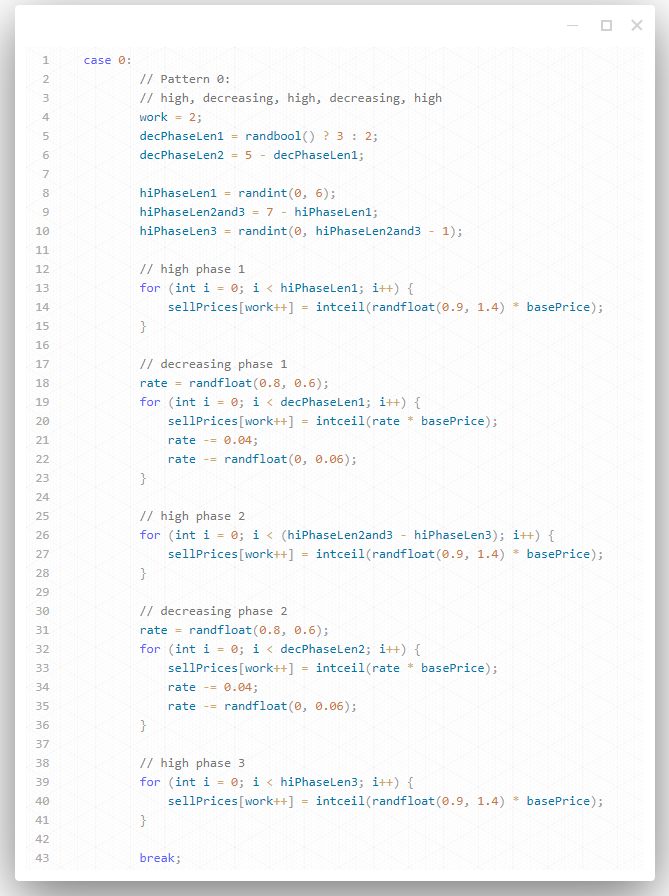 1 case 0:
2 // Pattern 0:
3 // high, decreasing, high, decreasing, high
4 work = 2;
5 decPhaseLen1 = randbool() ? 3 : 2;
6 decPhaseLen2 = 5 - decPhaseLen1;
7
8 hiPhaseLen1 = randint(0, 6);
9 hiPhaseLen2and3 = 7 - hiPhaseLen1;
10 hiPhaseLen3 = randint(0, hiPhaseLen2and3 - 1);
11
12 // high phase 1
13 for (int i = 0; i < hiPhaseLen1; i++) {
14 sellPrices[work++] = intceil(randfloat(0.9, 1.4) * basePrice);
15 }
16
17 // decreasing phase 1
18 rate = randfloat(0.8, 0.6);
19 for (int i = 0; i < decPhaseLen1; i++) {
20 sellPrices[work++] = intceil(rate * basePrice);
21 rate -= 0.04;
22 rate -= randfloat(0, 0.06);
23 }
24
25 // high phase 2
26 for (int i = 0; i < (hiPhaseLen2and3 - hiPhaseLen3); i++) {
27 sellPrices[work++] = intceil(randfloat(0.9, 1.4) * basePrice);
28 }
29
30 // decreasing phase 2
31 rate = randfloat(0.8, 0.6);
32 for (int i = 0; i < decPhaseLen2; i++) {
33 sellPrices[work++] = intceil(rate * basePrice);
34 rate -= 0.04;
35 rate -= randfloat(0, 0.06);
36 }
37
38 // high phase 3
39 for (int i = 0; i < hiPhaseLen3; i++) {
40 sellPrices[work++] = intceil(randfloat(0.9, 1.4) * basePrice);
41 }
42
43 break;